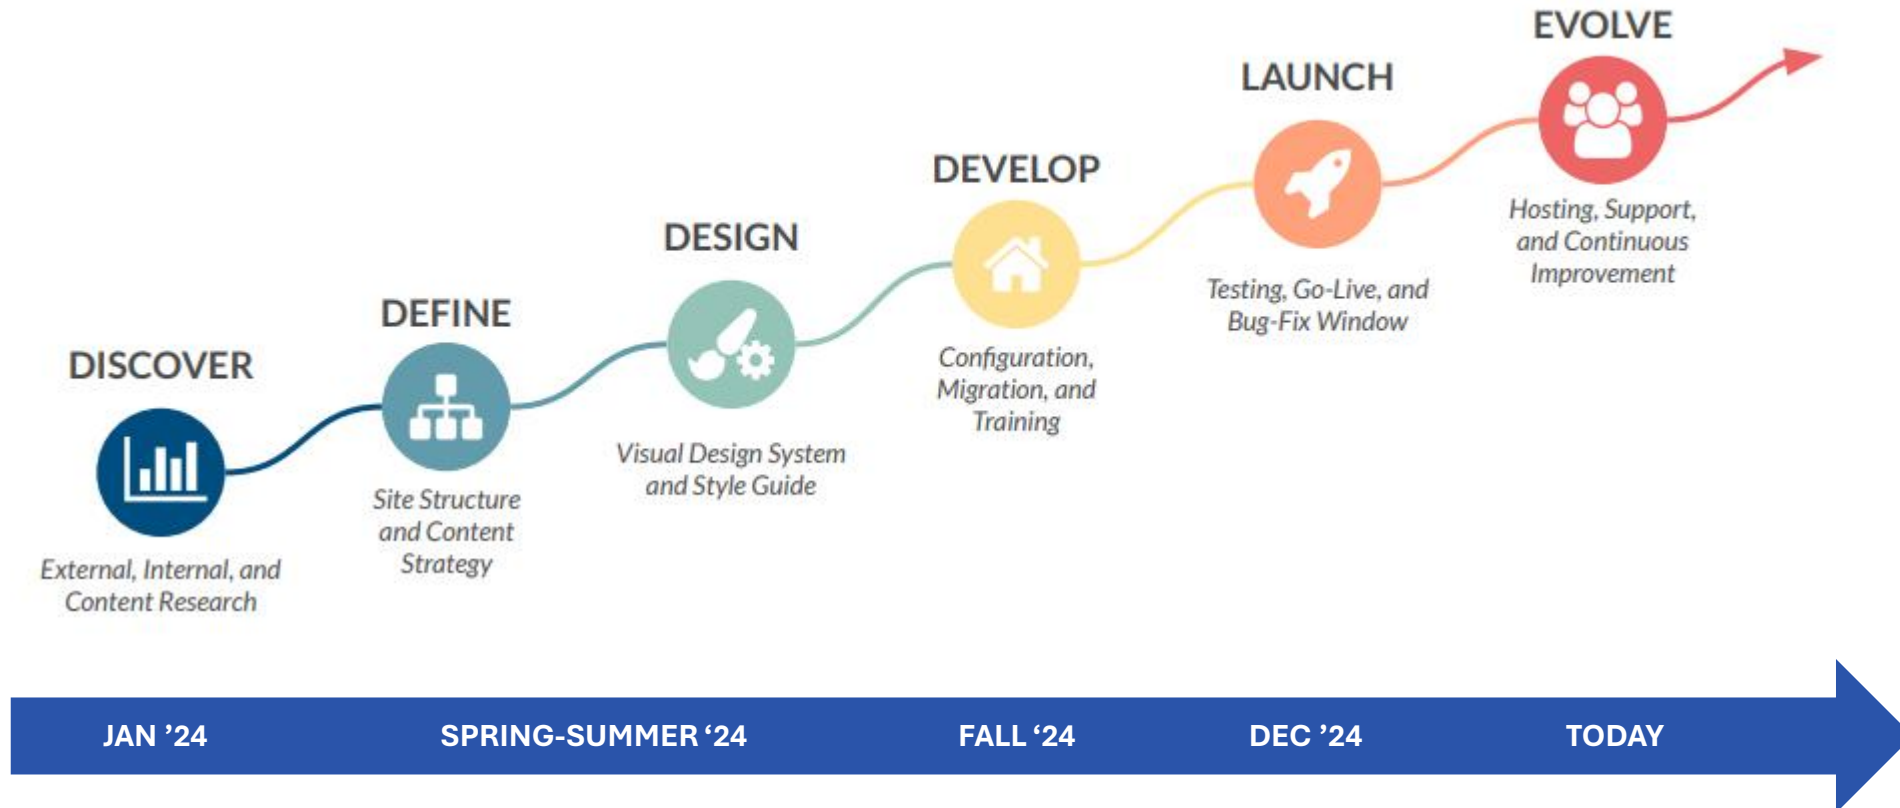 DISCOVER
External, Internal, and
Content Research
DEFINE
Site Structure
and Content
Strategy
DESIGN
Visual Design System
and Style Guide
DEVELOP
Configuration,
Migration, and
Training
LAUNCH
Testing, Go-Live, and
Bug-Fix Window
EVOLVE
Hosting, Support,
and Continuous
Improvement
JAN ’24
SPRING-SUMMER ‘24
FALL ‘24
DEC ’24
TODAY